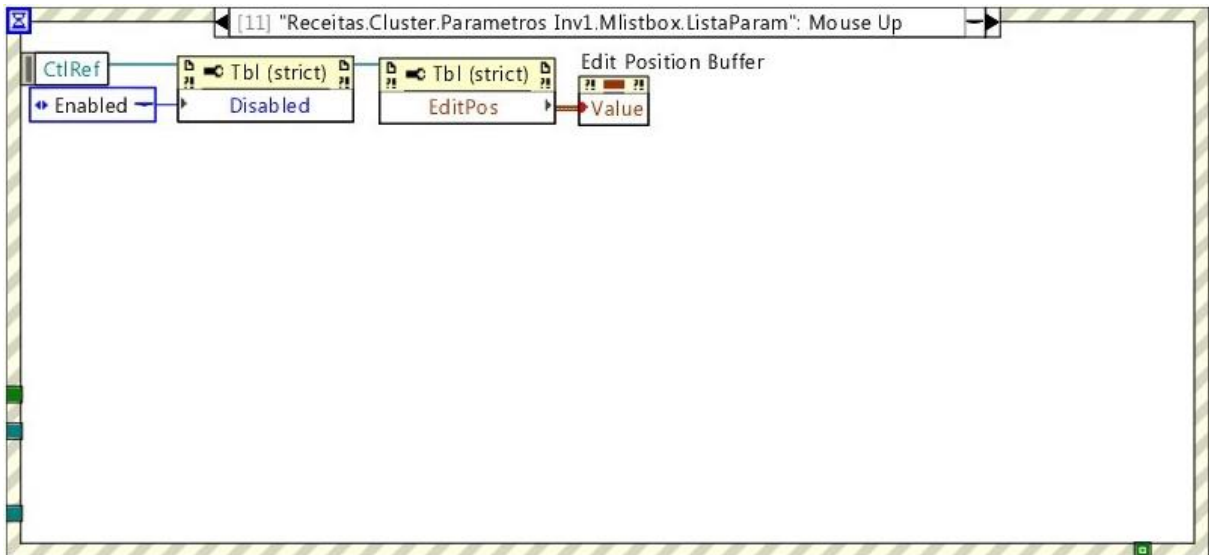 [11] "Receitas.Cluster.Parametros Inv1.Mlistbox.ListaParam": Mouse Up
CtlRef
Tbl (strict)
Tbl (strict)
Edit Position Buffer
Enabled
Disabled
EditPos
Value